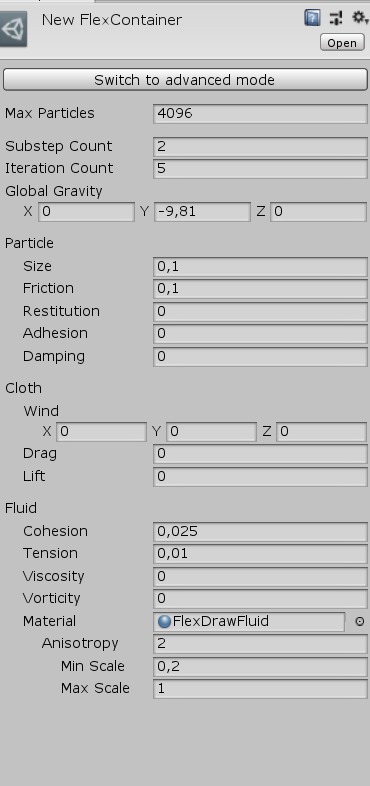 New FlexContainer
Open
Switch to advanced mode
Max Particles 4096
Substep Count 2
Iteration Count 5
Global Gravity
X 0 Y -9,81 Z 0
Particle
Size 0,1
Friction 0,1
Restitution 0
Adhesion 0
Damping 0
Cloth
Wind
X 0 Y 0 Z 0
Drag 0
Lift 0
Fluid
Cohesion 0,025
Tension 0,01
Viscosity 0
Vorticity 0
Material FlexDrawFluid
Anisotropy 2
Min Scale 0,2
Max Scale 1